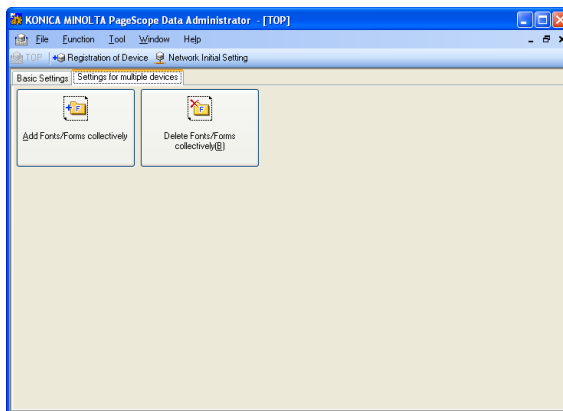 KONICA MINOLTA PageScope Data Administrator - [TOP]
File Function Tool Window Help
TOP Registration of Device Network Initial Setting
Basic Settings Settings for multiple devices
F F
Add Fonts/Forms collectively Delete Fonts/Forms
collectively(B)